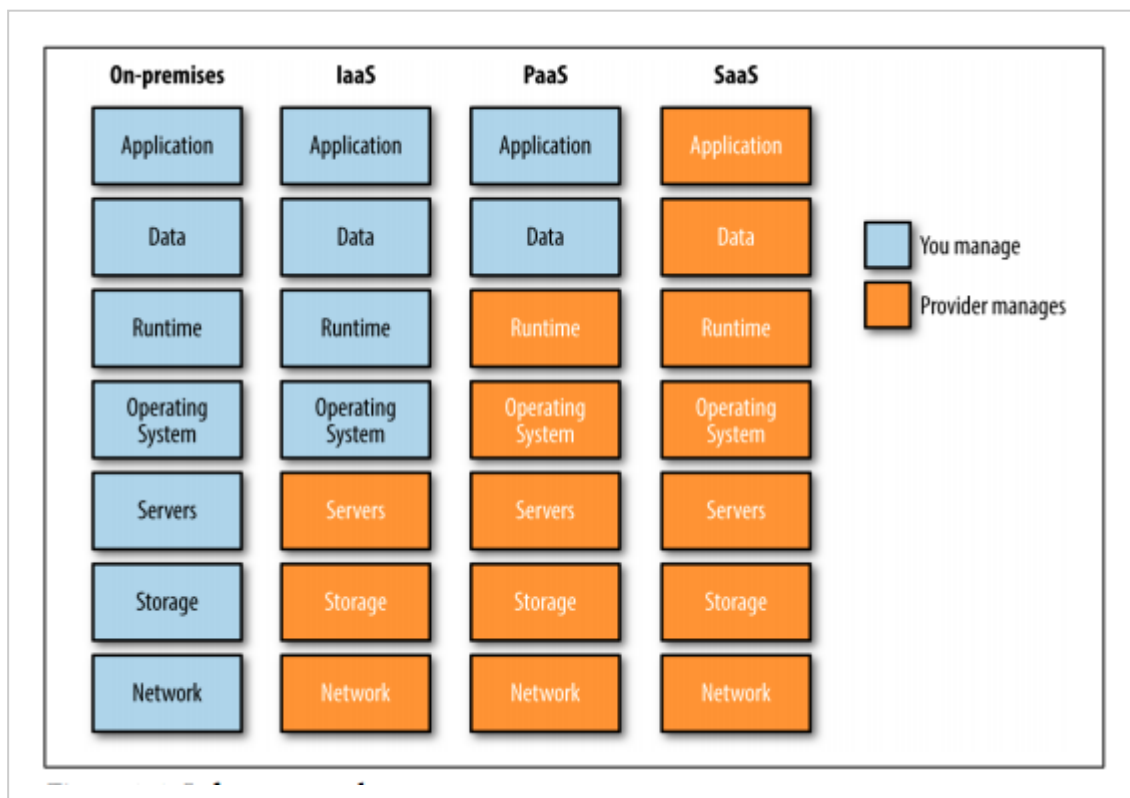 On-premises IaaS PaaS SaaS
Application Application Application Application
Data Data Data Data
You manage
Provider manages
Runtime Runtime Runtime Runtime
Operating System Operating System Operating System Operating System
Servers Servers Servers Servers
Storage Storage Storage Storage
Network Network Network Network